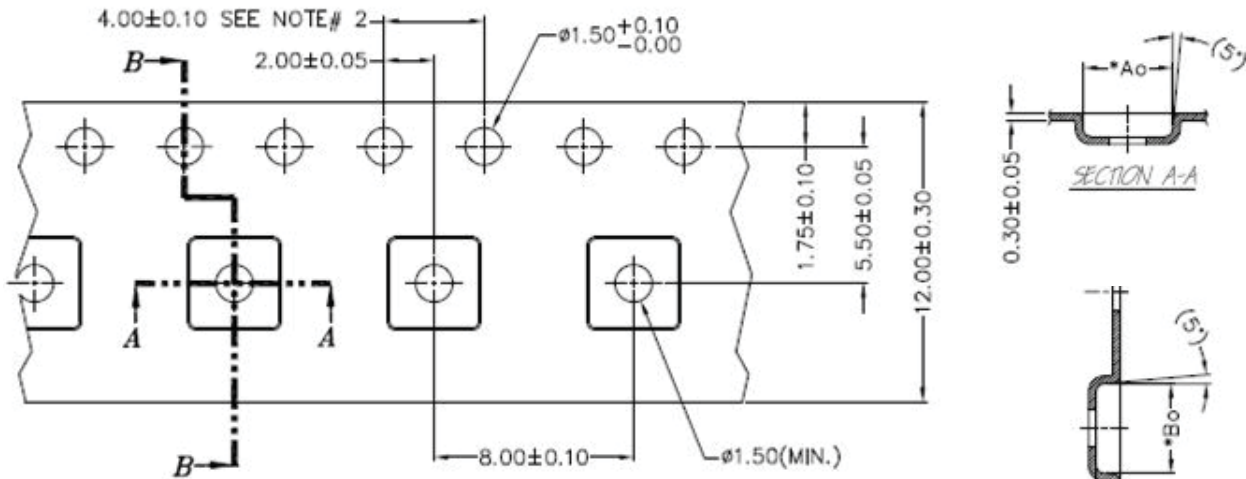 4.00±0.10 SEE NOTE# 2
ø1.50+0.10
-0.00
B
2.00±0.05
1.75±0.10
5.50±0.05
12.00±0.30
A
A
B
8.00±0.10
ø1.50(MIN.)
*Ao
(5°)
0.30±0.05
SECTION A-A
(5°)
*Bo